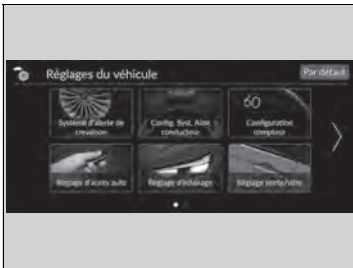 Réglages du véhicule
Par défaut
Système d'alerte de
crevaison
Config. Syst. Aide
conducteur
60
Configuration
compteur
Réglage d'accès auto
Réglage d'éclairage
Réglage porte/vitre